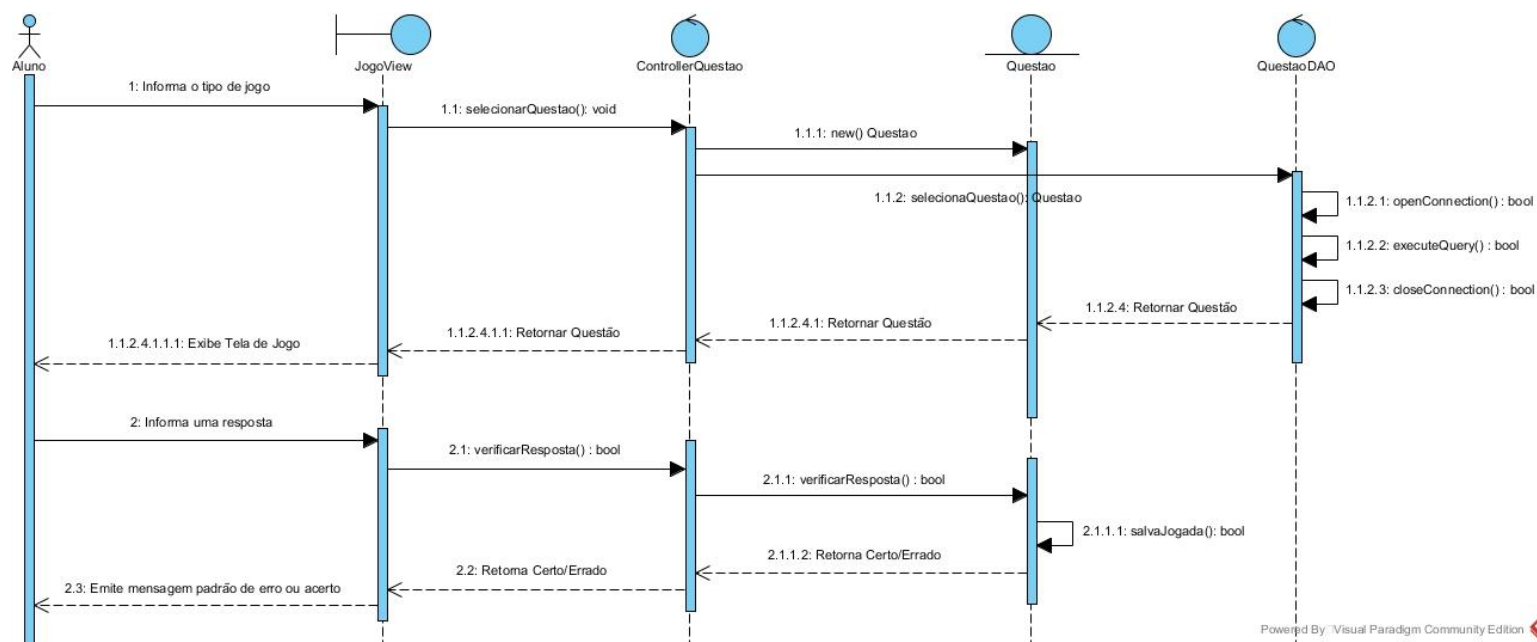 Aluno
JogoView
ControllerQuestao
Questao
QuestaoDAO
1: Informa o tipo de jogo
1.1: selecionarQuestao(): void
1.1.1: new() Questao
1.1.2: selecionaQuestao(): Questao
1.1.2.1: openConnection() : bool
1.1.2.2: executeQuery() : bool
1.1.2.3: closeConnection() : bool
1.1.2.4: Retornar Questão
1.1.2.4.1: Retornar Questão
1.1.2.4.1.1: Retornar Questão
1.1.2.4.1.1.1: Exibe Tela de Jogo
2: Informa uma resposta
2.1: verificarResposta() : bool
2.1.1: verificarResposta() : bool
2.1.1.1: salvaJogada(): bool
2.1.1.2: Retorna Certo/Errado
2.2: Retorna Certo/Errado
2.3: Emite mensagem padrão de erro ou acerto
Powered By Visual Paradigm Community Edition